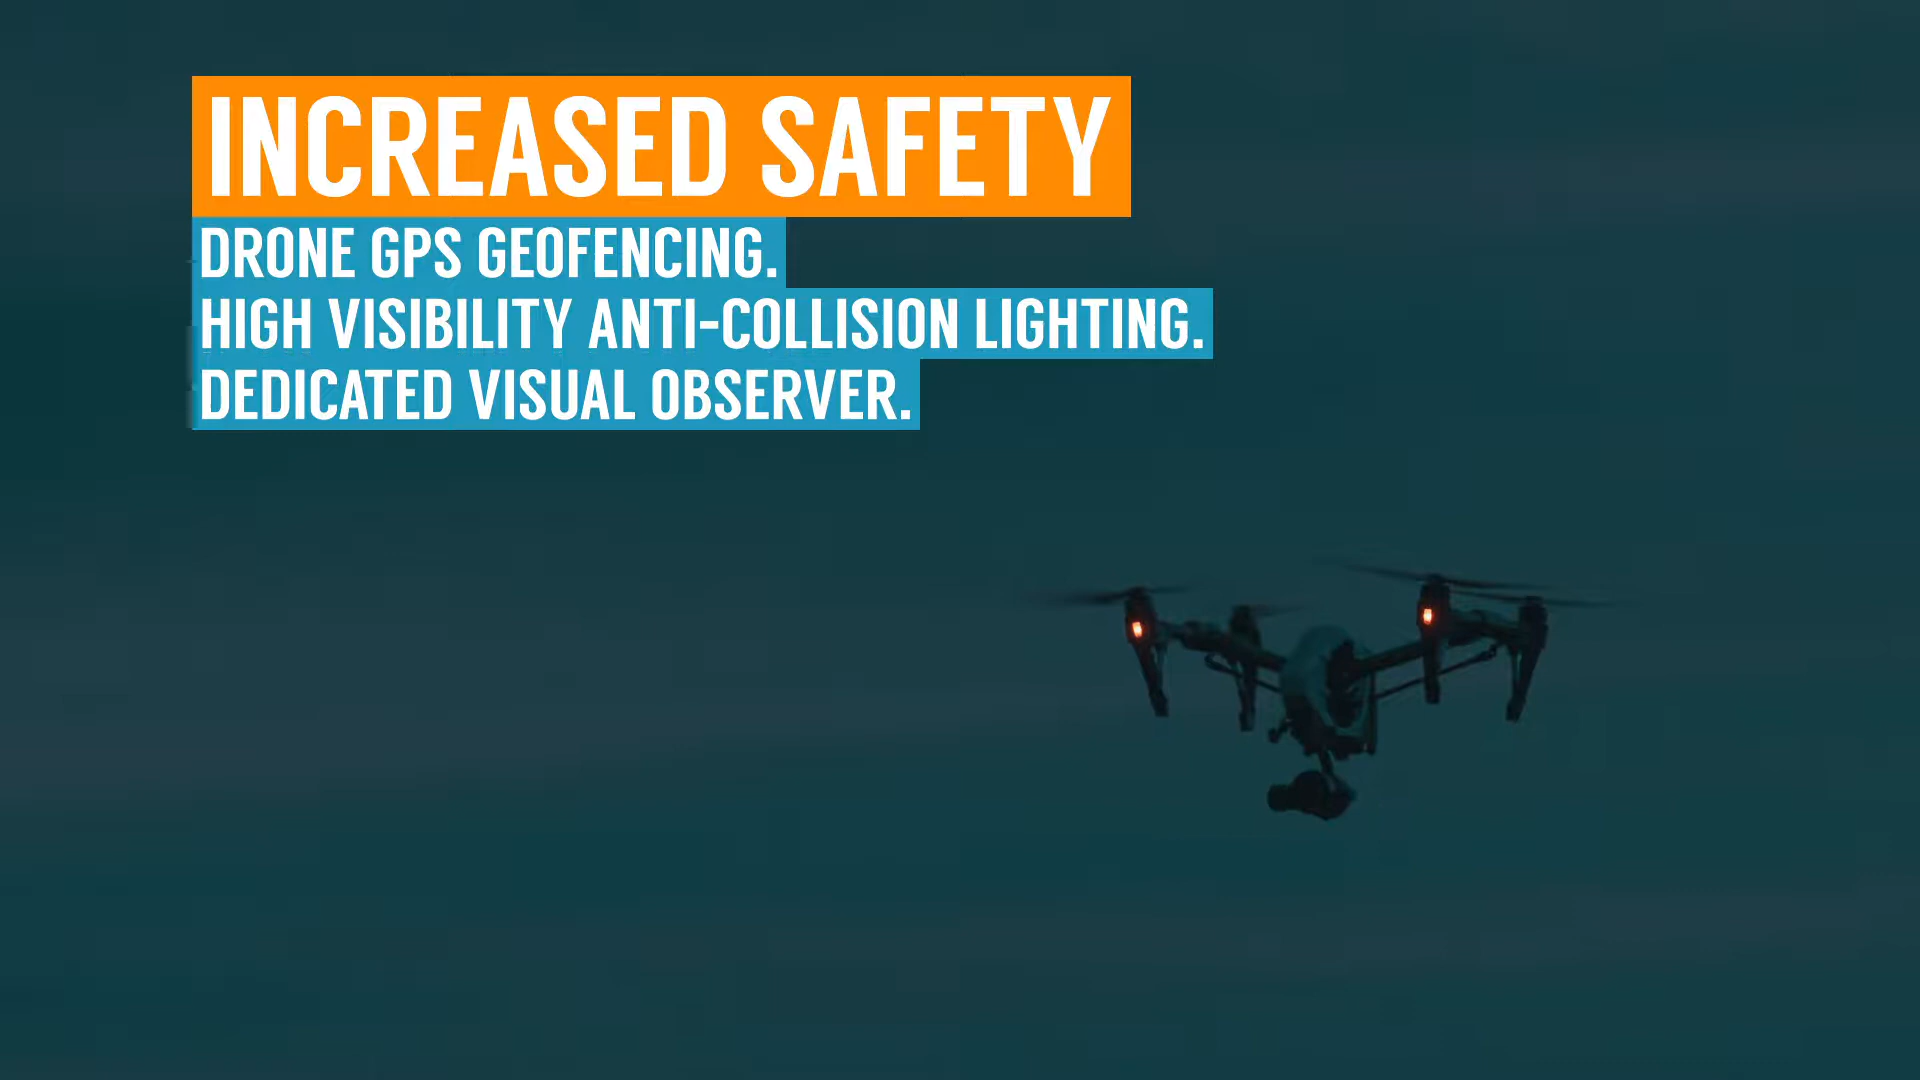 INCREASED SAFETY
DRONE GPS GEOFENCING.
HIGH VISIBILITY ANTI-COLLISION LIGHTING.
DEDICATED VISUAL OBSERVER.